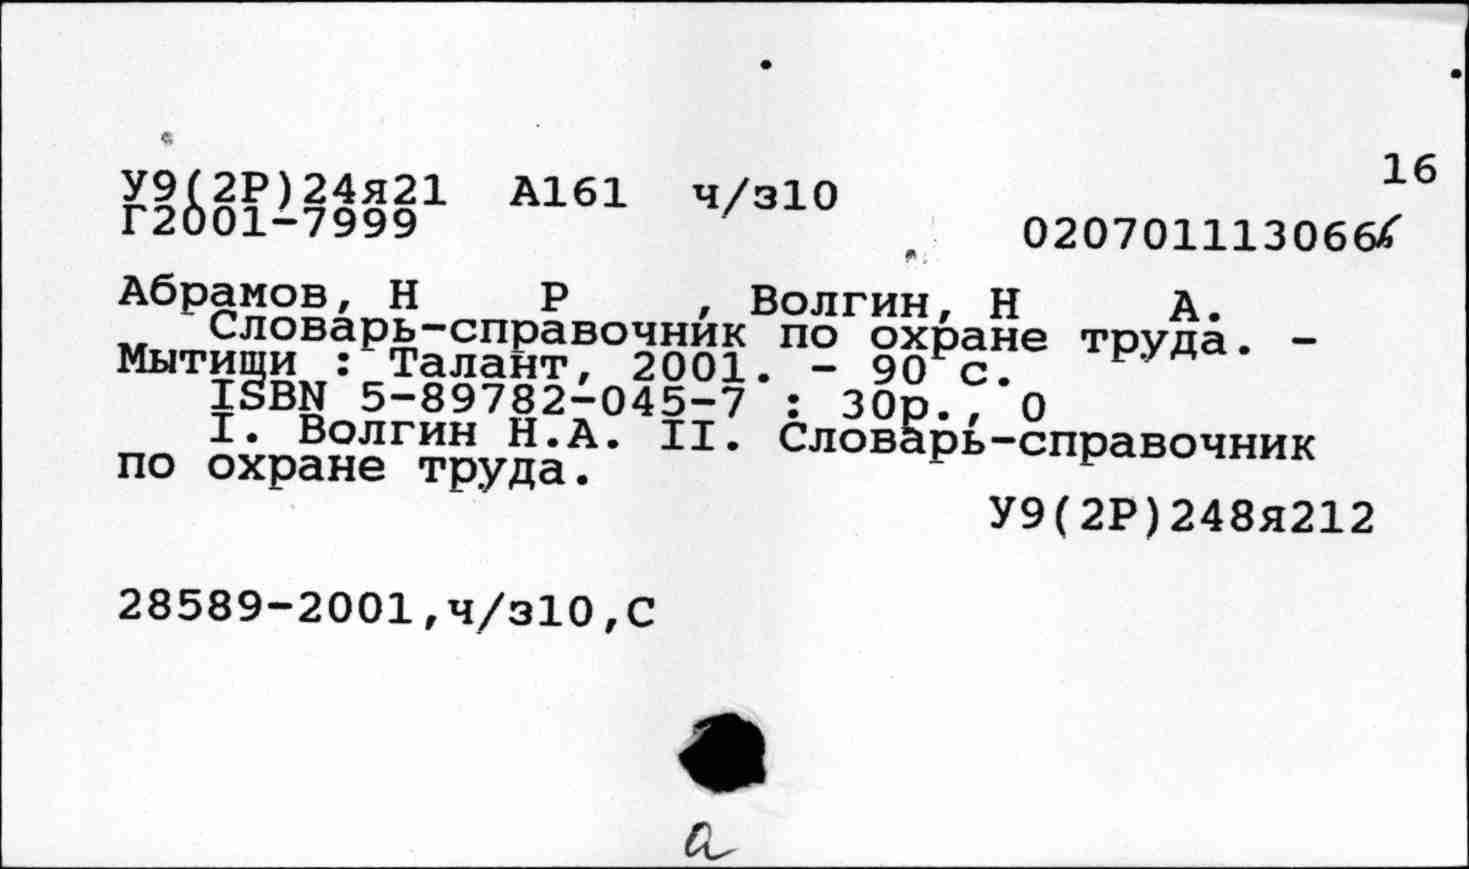 16
У9(2Р)24я21 А161 ч/з10
Г2001-7999
020701113066
Абрамов, Н Р , Волгин, Н А.
Словарь-справочник по охране труда. -
Мытищи : Талант, 2001. - 90 с.
ISBN 5-89782-045-7 : 30р., 0
I. Волгин Н.А. II. Словарь-справочник
по охране труда.
У9(2Р)248я212
28589-2001,ч/з10,С
а